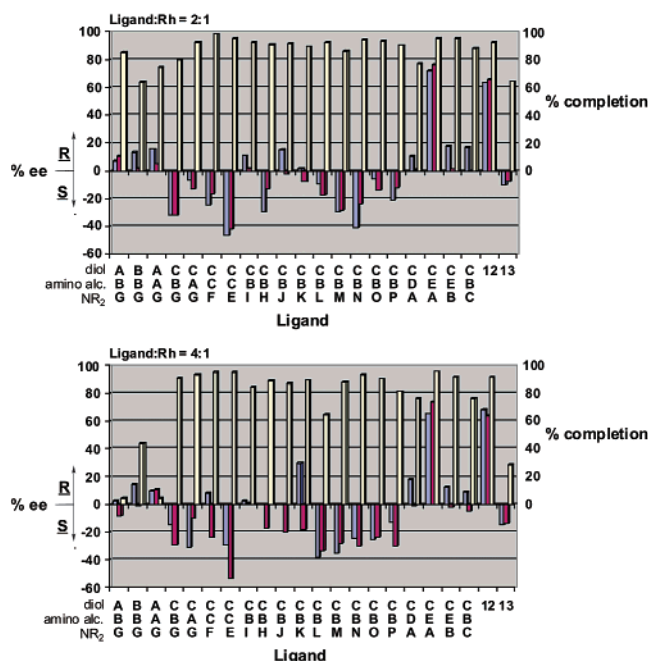 Ligand:Rh = 2:1
100 80 60 40 20 0 -20 -40 -60
% ee
R
S
100 80 60 40 20 0
% completion
diol A B A C C C C C C C C C C C C C C C C C 12 13
amino alc. B B A B A C C B B B B B B B B B D E E B
NR2 G G G G G F E I H J K L M N O P A A B C
Ligand
Ligand:Rh = 4:1
100 80 60 40 20 0 -20 -40 -60
% ee
R
S
100 80 60 40 20 0
% completion
diol A B A C C C C C C C C C C C C C C C C C 12 13
amino alc. B B A B A C C B B B B B B B B B D E E B
NR2 G G G G G F E I H J K L M N O P A A B C
Ligand